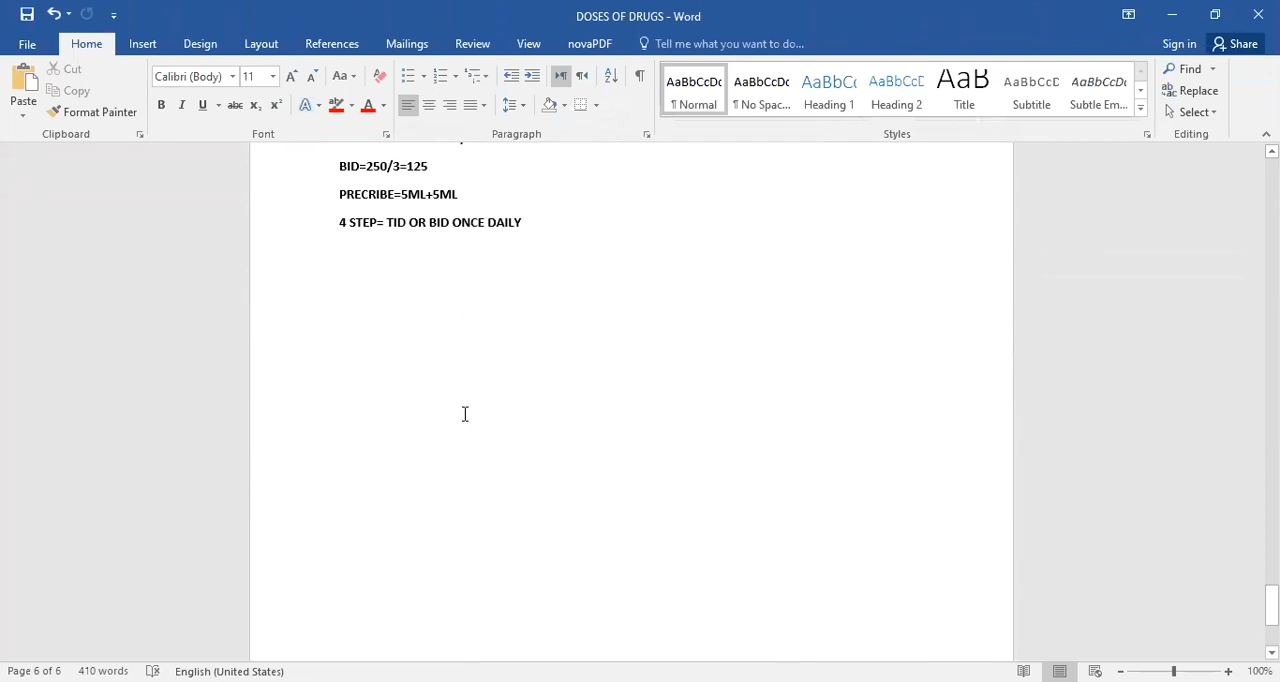 DOSES OF DRUGS - Word
File Home Insert Design Layout References Mailings Review View novaPDF Tell me what you want to do... Sign in Share
Paste Cut Copy Format Painter Clipboard
Calibri (Body) 11 Font
Paragraph
AaBbCcDc AaBbCcDc AaBbC( AaBbCcD AaB AaBbCcD AaBbCcDc
¶ Normal ¶ No Spac... Heading 1 Heading 2 Title Subtitle Subtle Em...
Styles
Find Replace Select Editing
BID=250/3=125
PRECRIBE=5ML+5ML
4 STEP= TID OR BID ONCE DAILY
Page 6 of 6 410 words English (United States) 100%